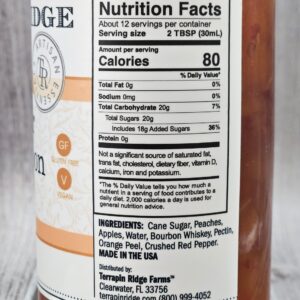 DGE
ARTISAN
GF
GLUTEN FREE
V
VEGAN
Nutrition Facts
About 12 servings per container
Serving size 2 TBSP (30mL)
Amount per serving
Calories 80
% Daily Value*
Total Fat 0g 0%
Sodium 0mg 0%
Total Carbohydrate 20g 7%
Total Sugars 20g
Includes 18g Added Sugars 36%
Protein 0g
Not a significant source of saturated fat,
trans fat, cholesterol, dietary fiber, vitamin D,
calcium, iron and potassium.
*The % Daily Value tells you how much a
nutrient in a serving of food contributes to a
daily diet. 2,000 calories a day is used for
general nutrition advice.
INGREDIENTS: Cane Sugar, Peaches,
Apples, Water, Bourbon Whiskey, Pectin,
Orange Peel, Crushed Red Pepper.
MADE IN THE USA
Distributed by:
Terrapin Ridge Farms™
Clearwater, FL 33756
terrapinridge.com (800) 999-4052